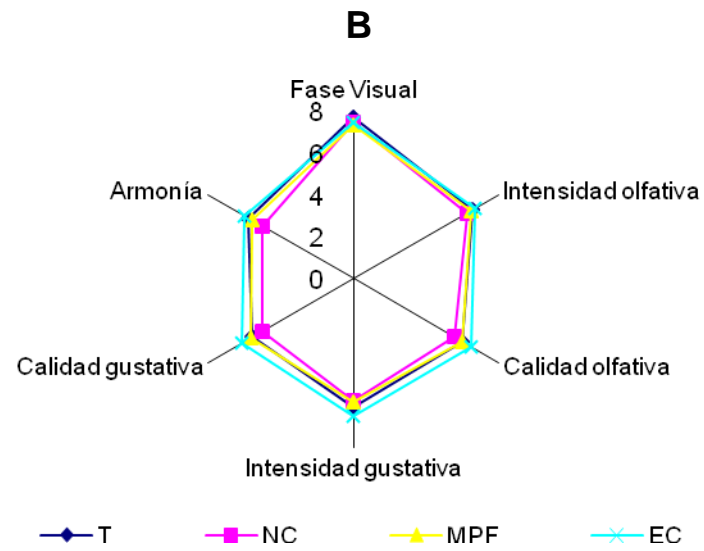 B
Fase Visual
8
6
Armonía
Intensidad olfativa
4
2
0
Calidad gustativa
Calidad olfativa
Intensidad gustativa
T NC MPF EC